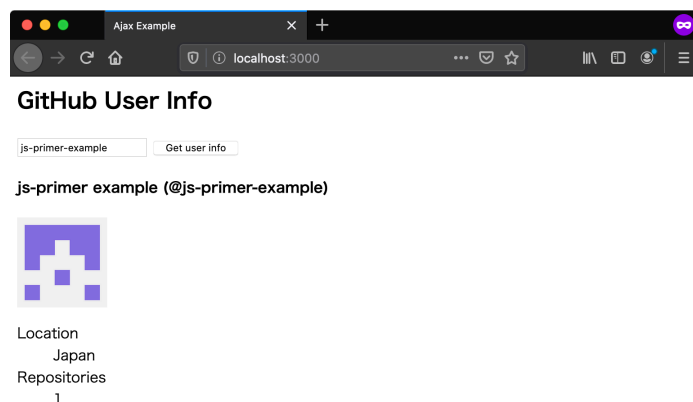 Ajax Example
localhost:3000
GitHub User Info
js-primer-example Get user info
js-primer example (@js-primer-example)
Location
Japan
Repositories
1